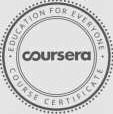 EDUCATION FOR EVERYONE
coursera
COURSE CERTIFICATE